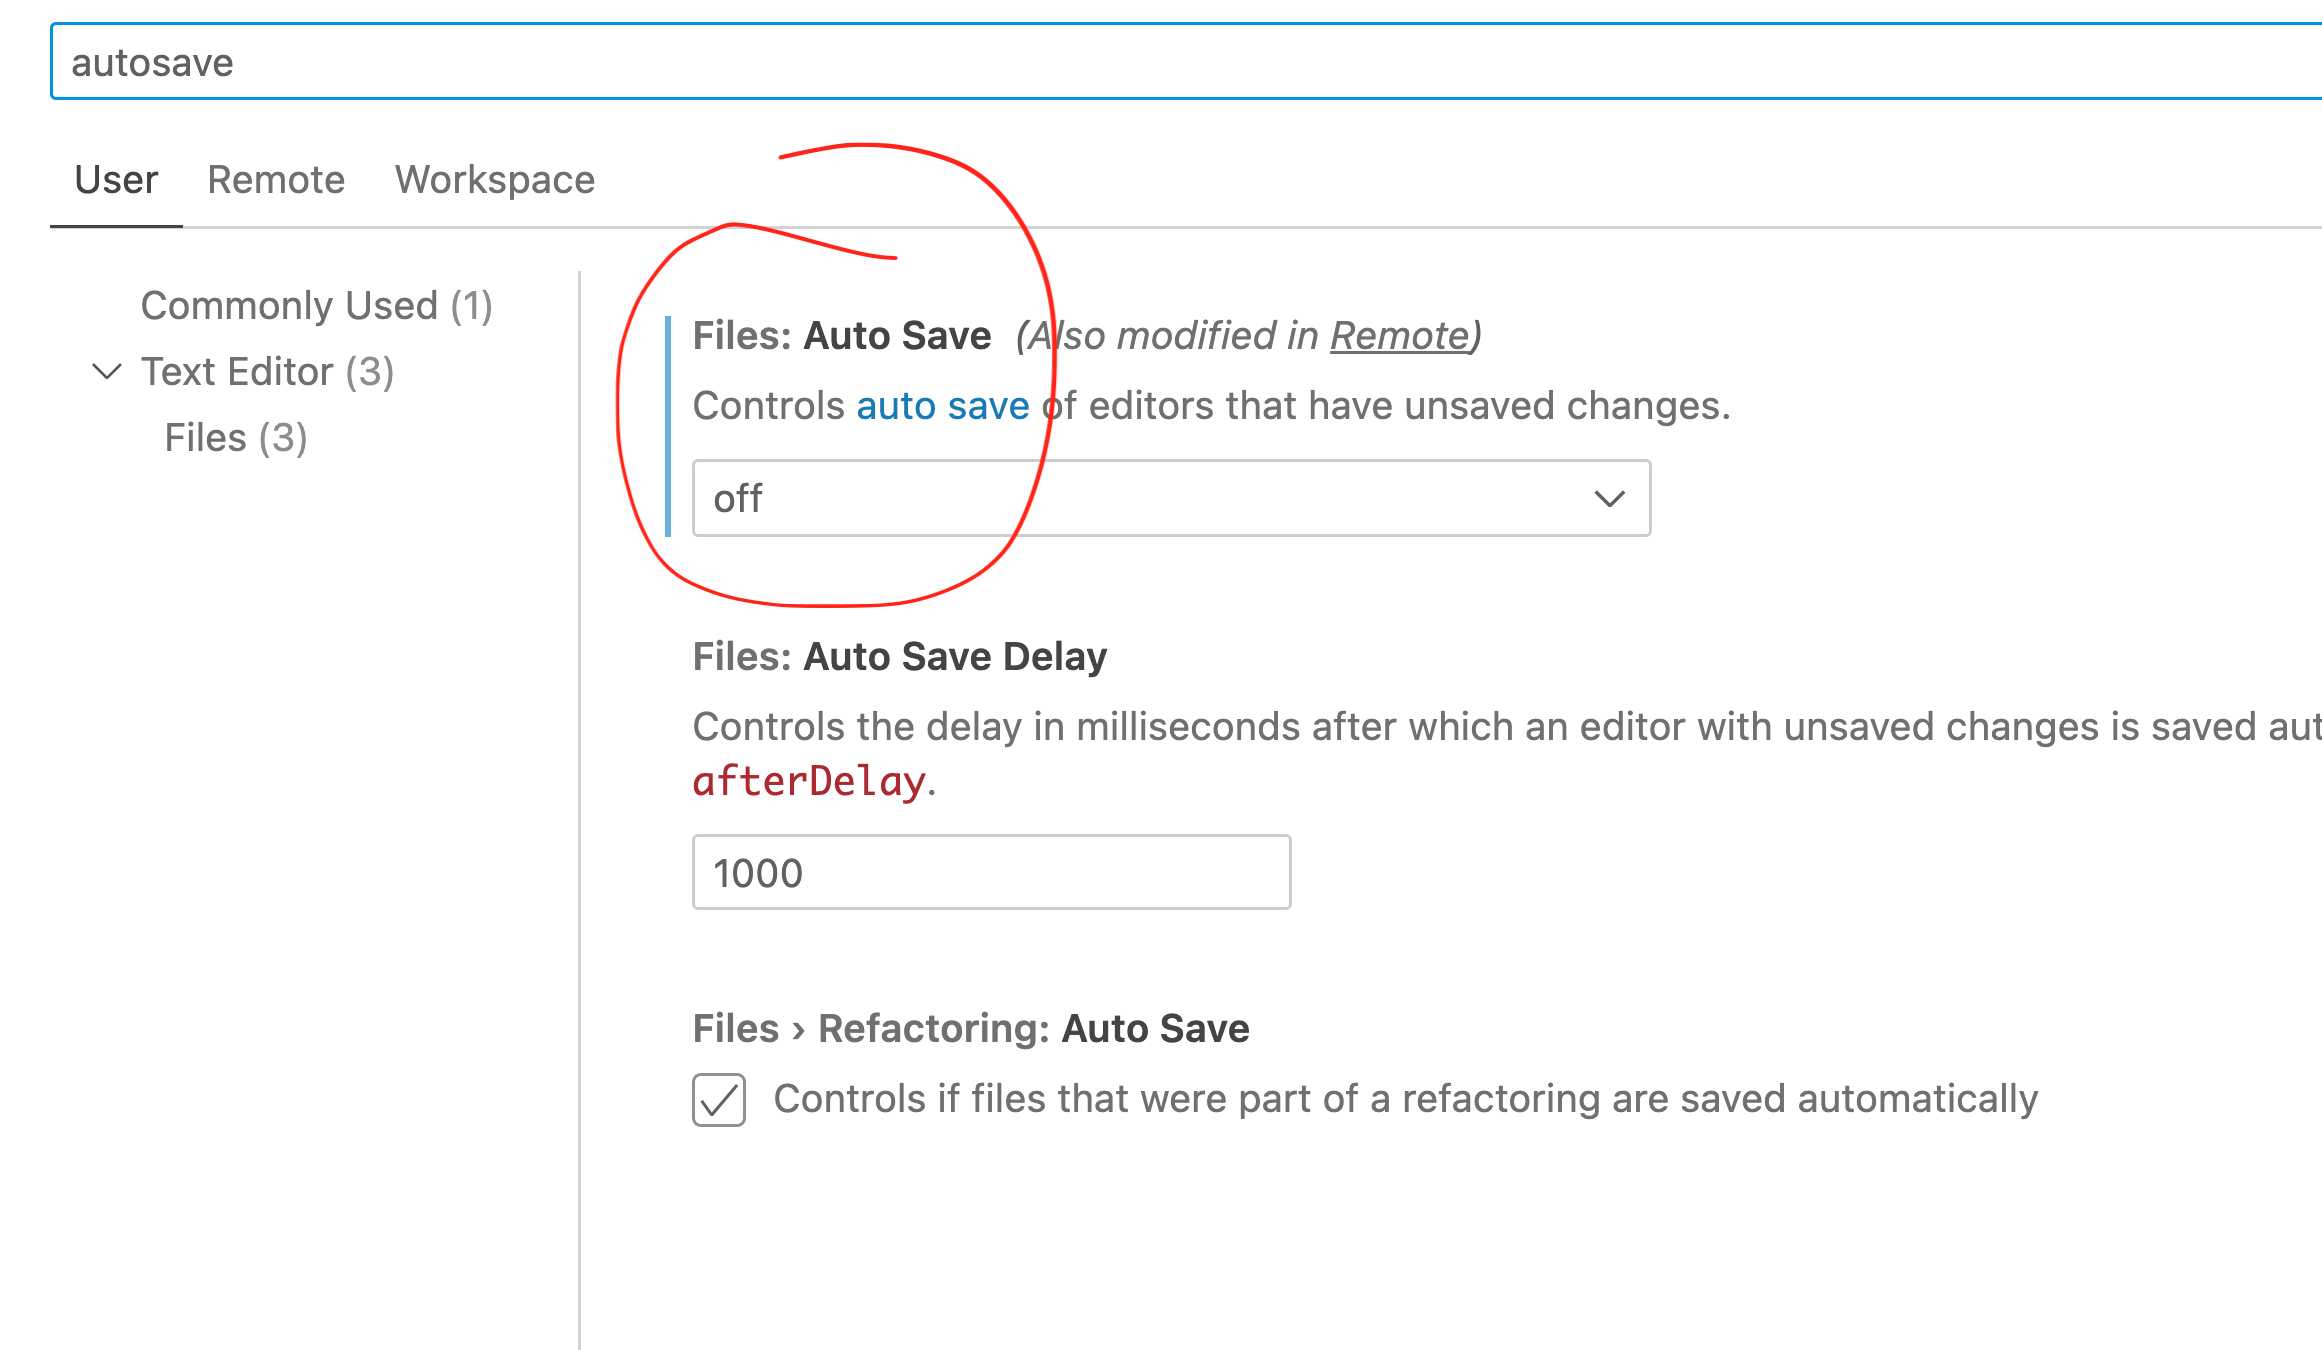 autosave
User Remote Workspace
Commonly Used (1)
Text Editor (3)
Files (3)
Files: Auto Save (Also modified in Remote)
Controls auto save of editors that have unsaved changes.
off
Files: Auto Save Delay
Controls the delay in milliseconds after which an editor with unsaved changes is saved aut
afterDelay.
1000
Files › Refactoring: Auto Save
Controls if files that were part of a refactoring are saved automatically